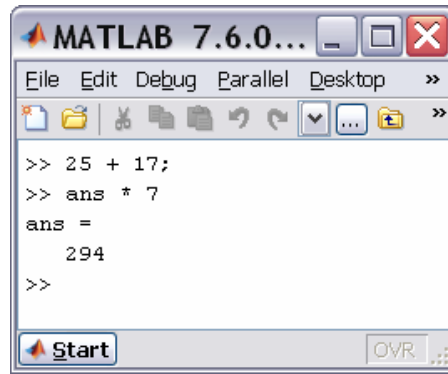 MATLAB 7.6.0...
File Edit Debug Parallel Desktop »
... »
>> 25 + 17;
>> ans * 7
ans =
294
>>
Start OVR